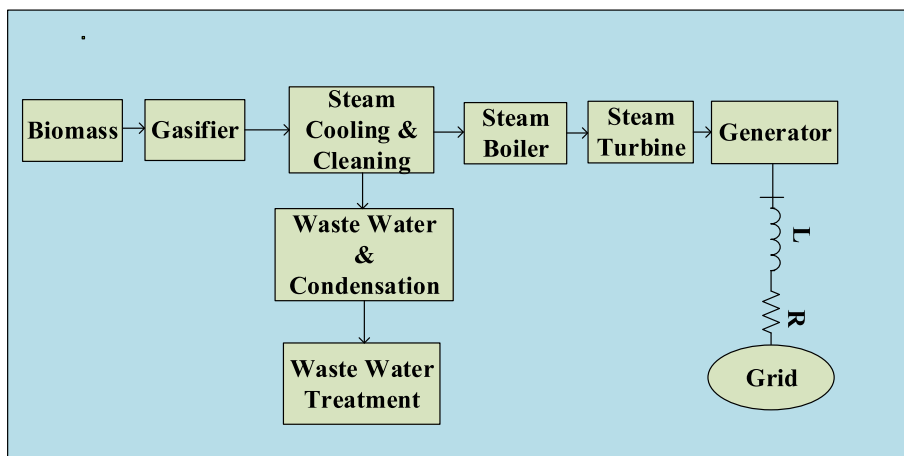 Biomass
Gasifier
Steam
Cooling &
Cleaning
Steam
Boiler
Steam
Turbine
Generator
Waste Water
&
Condensation
Waste Water
Treatment
L
R
Grid